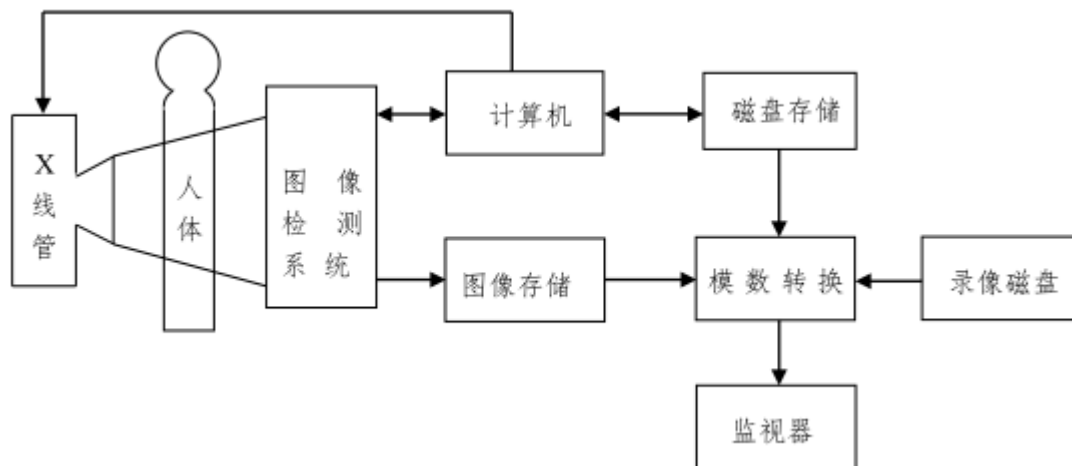 X
线
管
人
体
图 像
检 测
系 统
计算机
磁盘存储
图像存储
模数转换
录像磁盘
监视器